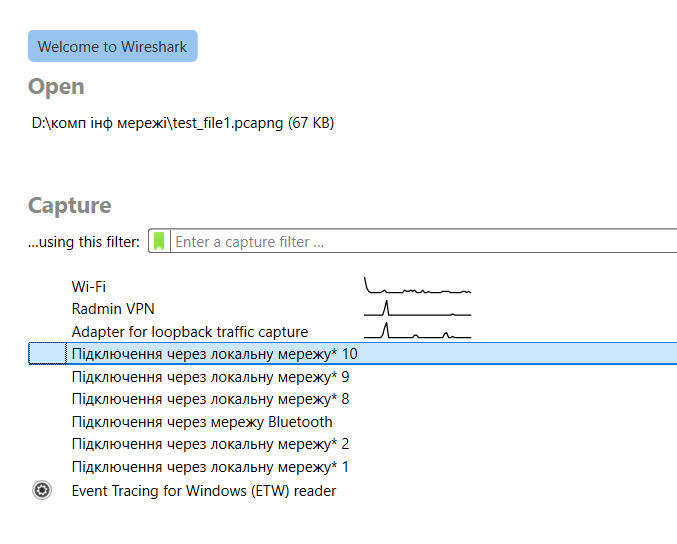 Welcome to Wireshark
Open
D:\комп інф мережі\test_file1.pcapng (67 KB)
Capture
...using this filter: Enter a capture filter ...
Wi-Fi
Radmin VPN
Adapter for loopback traffic capture
Підключення через локальну мережу* 10
Підключення через локальну мережу* 9
Підключення через локальну мережу* 8
Підключення через мережу Bluetooth
Підключення через локальну мережу* 2
Підключення через локальну мережу* 1
Event Tracing for Windows (ETW) reader